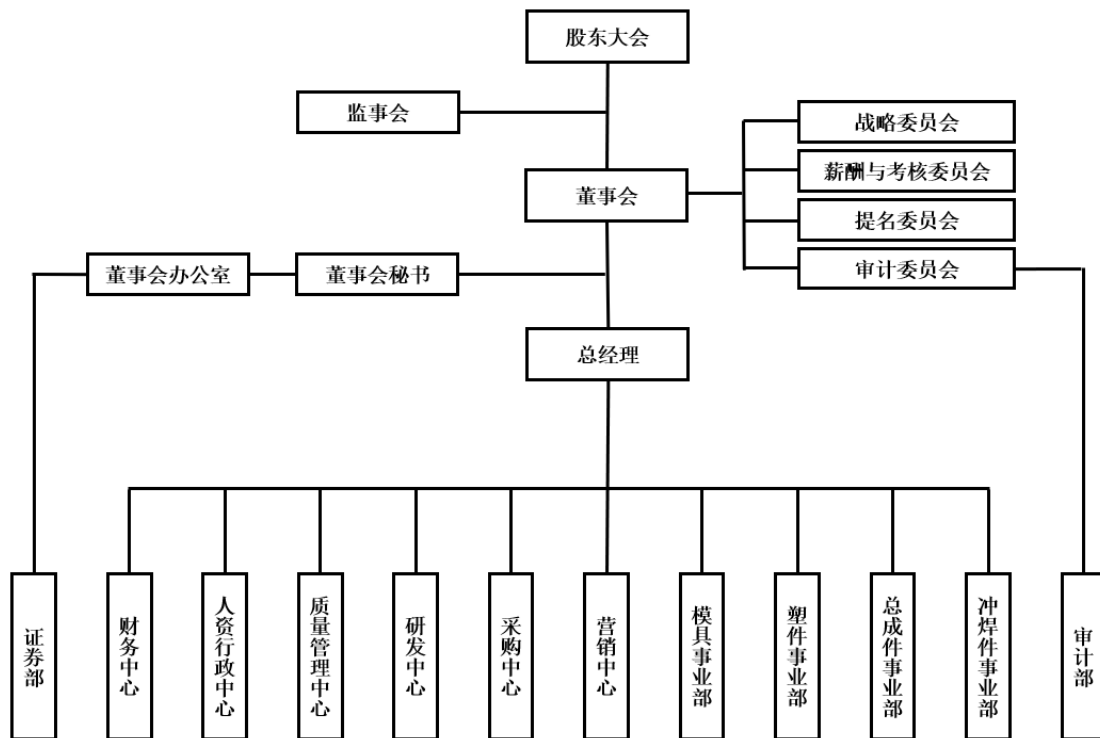 股东大会
监事会
战略委员会
薪酬与考核委员会
董事会
提名委员会
董事会办公室
董事会秘书
审计委员会
总经理
证券部
财务中心
人资行政中心
质量管理中心
研发中心
采购中心
营销中心
模具事业部
塑件事业部
总成件事业部
冲焊件事业部
审计部